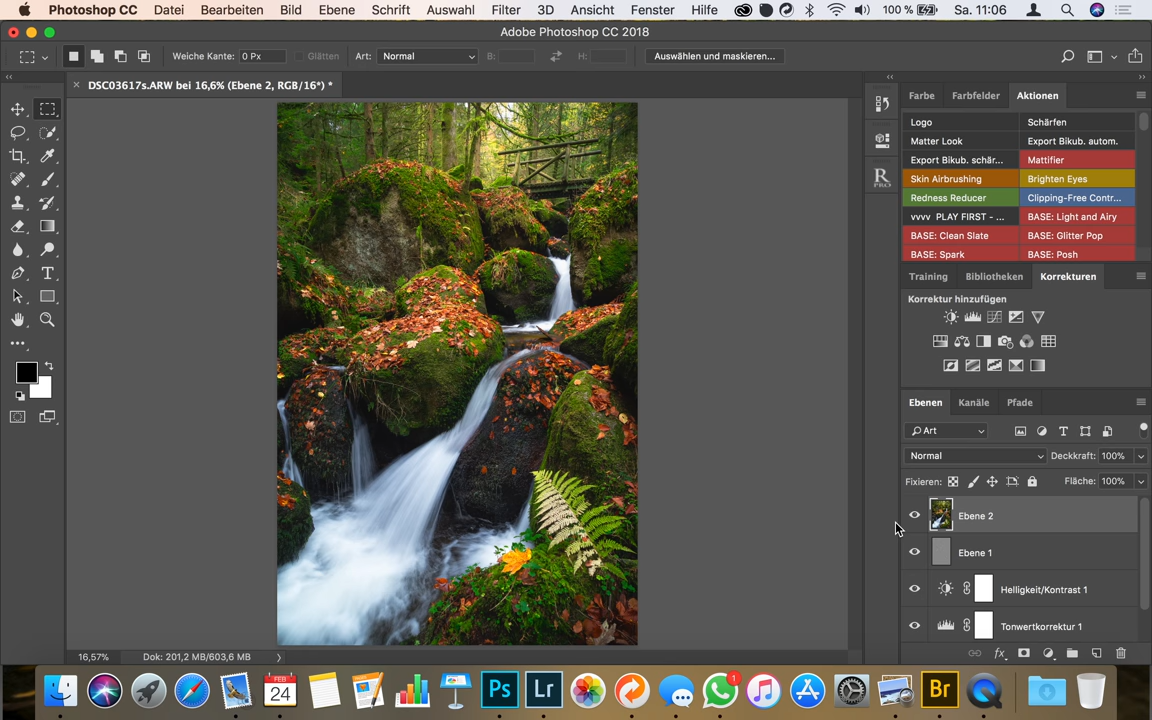 Photoshop CC Datei Bearbeiten Bild Ebene Schrift Auswahl Filter 3D Ansicht Fenster Hilfe 100 % Sa. 11:06
Adobe Photoshop CC 2018
Weiche Kante: 0 Px Glätten Art: Normal B: H: Auswählen und maskieren...
DSC03617s.ARW bei 16,6% (Ebene 2, RGB/16*) *
Farbe Farbfelder Aktionen
Logo Schärfen
Matter Look Export Bikub. autom.
Export Bikub. schär... Mattifier
Skin Airbrushing Brighten Eyes
Redness Reducer Clipping-Free Contr...
vvvv PLAY FIRST - ... BASE: Light and Airy
BASE: Clean Slate BASE: Glitter Pop
BASE: Spark BASE: Posh
R
PRO
Training Bibliotheken Korrekturen
Korrektur hinzufügen
Ebenen Kanäle Pfade
Art
Normal Deckkraft: 100%
Fixieren: Fläche: 100%
Ebene 2
Ebene 1
Helligkeit/Kontrast 1
Tonwertkorrektur 1
fx
16,57% Dok: 201,2 MB/603,6 MB
FEB
24
Ps Lr 1 Br